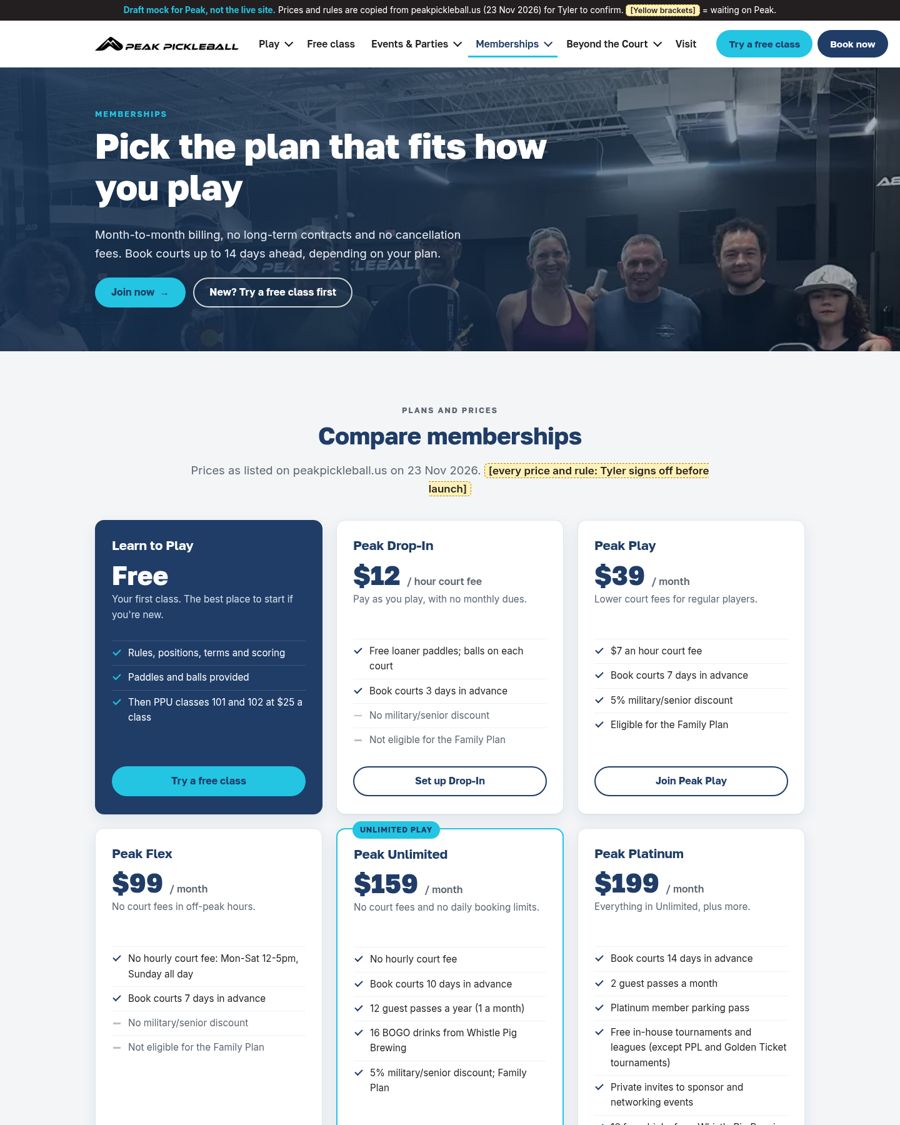 Draft mock for Peak, not the live site. Prices and rules are copied from peakpickleball.us (23 Nov 2026) for Tyler to confirm. [Yellow brackets] = waiting on Peak.
PEAK PICKLEBALL
Play
Free class
Events & Parties
Memberships
Beyond the Court
Visit
Try a free class
Book now
MEMBERSHIPS
Pick the plan that fits how
you play
Month-to-month billing, no long-term contracts and no cancellation
fees. Book courts up to 14 days ahead, depending on your plan.
Join now →
New? Try a free class first
PLANS AND PRICES
Compare memberships
Prices as listed on peakpickleball.us on 23 Nov 2026. [every price and rule: Tyler signs off before
launch]
Learn to Play
Free
Your first class. The best place to start if
you're new.
Rules, positions, terms and scoring
Paddles and balls provided
Then PPU classes 101 and 102 at $25 a
class
Try a free class
Peak Drop-In
$12 / hour court fee
Pay as you play, with no monthly dues.
Free loaner paddles; balls on each
court
Book courts 3 days in advance
No military/senior discount
Not eligible for the Family Plan
Set up Drop-In
Peak Play
$39 / month
Lower court fees for regular players.
$7 an hour court fee
Book courts 7 days in advance
5% military/senior discount
Eligible for the Family Plan
Join Peak Play
Peak Flex
$99 / month
No court fees in off-peak hours.
No hourly court fee: Mon-Sat 12-5pm,
Sunday all day
Book courts 7 days in advance
No military/senior discount
Not eligible for the Family Plan
UNLIMITED PLAY
Peak Unlimited
$159 / month
No court fees and no daily booking limits.
No hourly court fee
Book courts 10 days in advance
12 guest passes a year (1 a month)
16 BOGO drinks from Whistle Pig
Brewing
5% military/senior discount; Family
Plan
Peak Platinum
$199 / month
Everything in Unlimited, plus more.
Book courts 14 days in advance
2 guest passes a month
Platinum member parking pass
Free in-house tournaments and
leagues (except PPL and Golden Ticket
tournaments)
Private invites to sponsor and
networking events